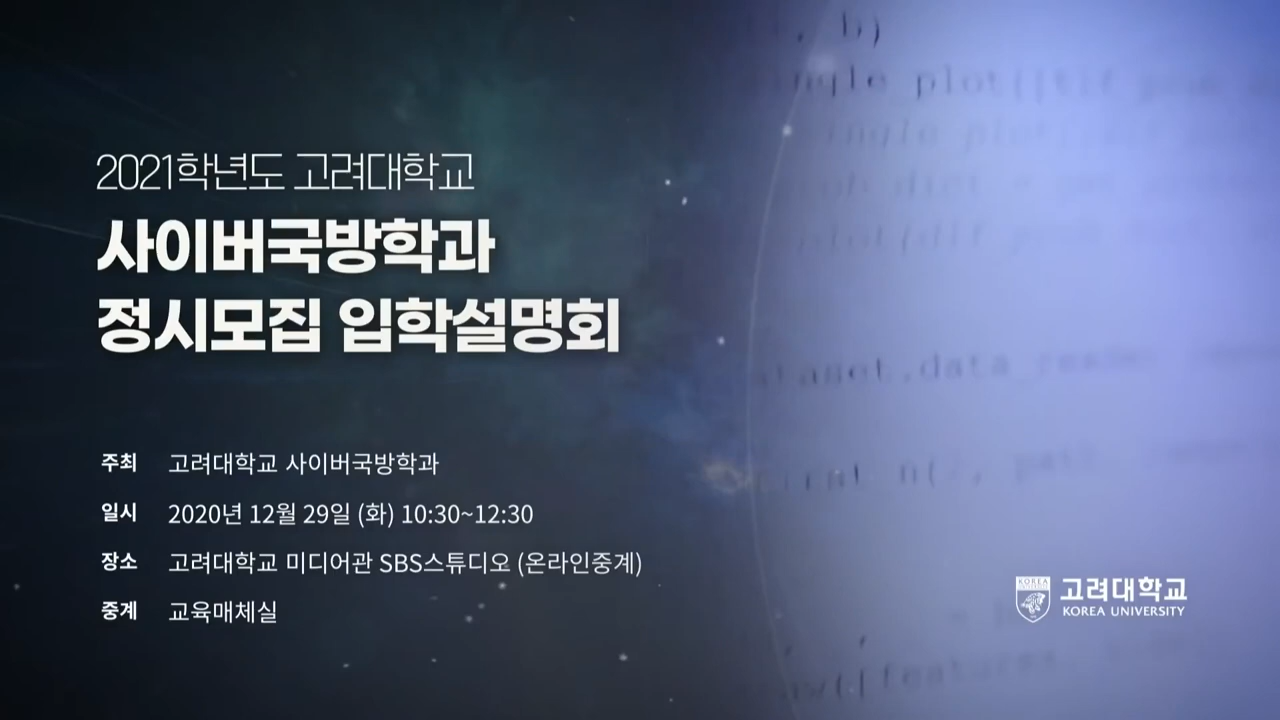 2021학년도 고려대학교
사이버국방학과
정시모집 입학설명회
주최 고려대학교 사이버국방학과
일시 2020년 12월 29일 (화) 10:30~12:30
장소 고려대학교 미디어관 SBS스튜디오 (온라인중계)
중계 교육매체실
고려대학교
KOREA UNIVERSITY